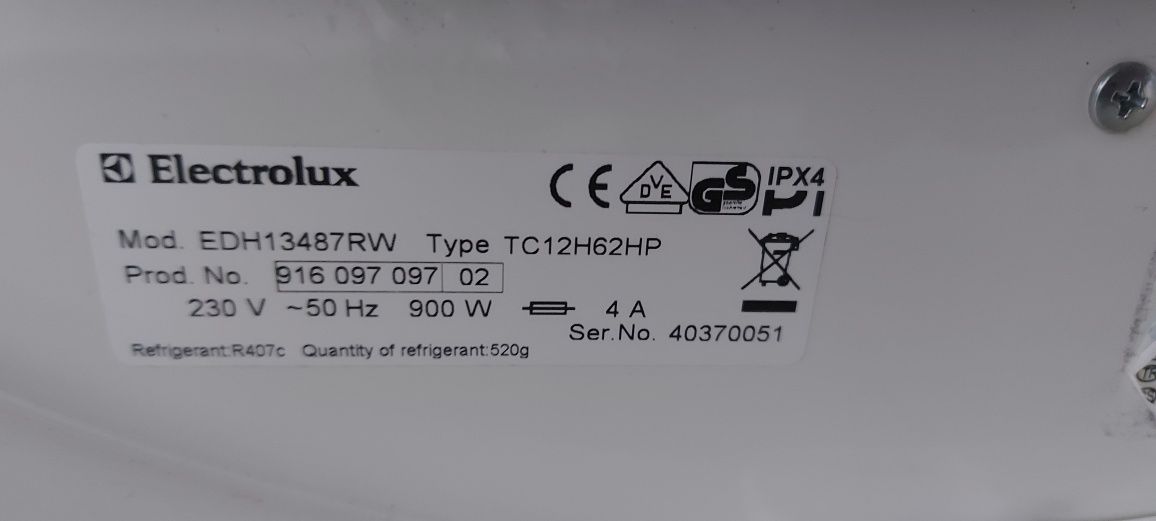 Electrolux
CE DVE GS IPX4
Mod. EDH13487RW Type TC12H62HP
Prod. No. 916 097 097 02
230 V ~50 Hz 900 W 4 A
Ser.No. 40370051
Refrigerant:R407c Quantity of refrigerant:520g